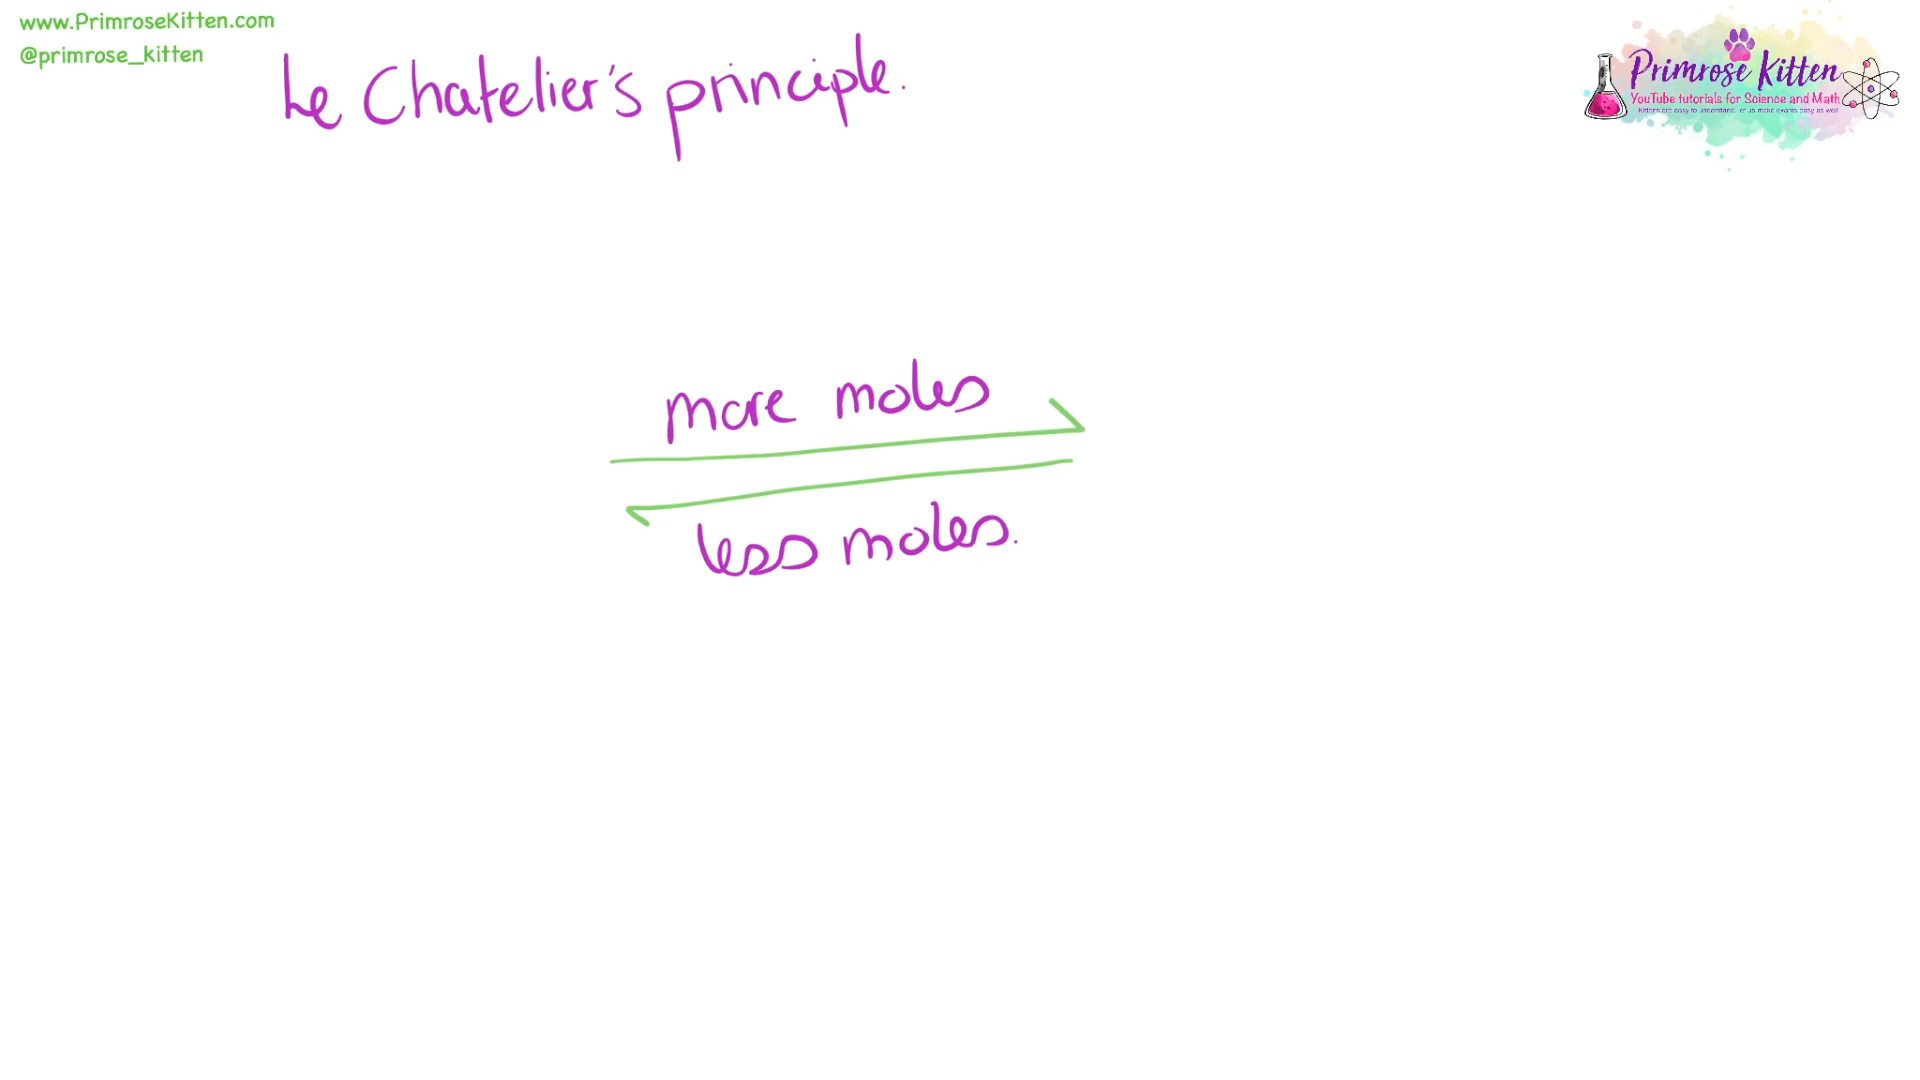 www.PrimroseKitten.com
@primrose_kitten
Le Chatelier's principle.
Primrose Kitten
YouTube tutorials for Science and Math
more moles
less moles.